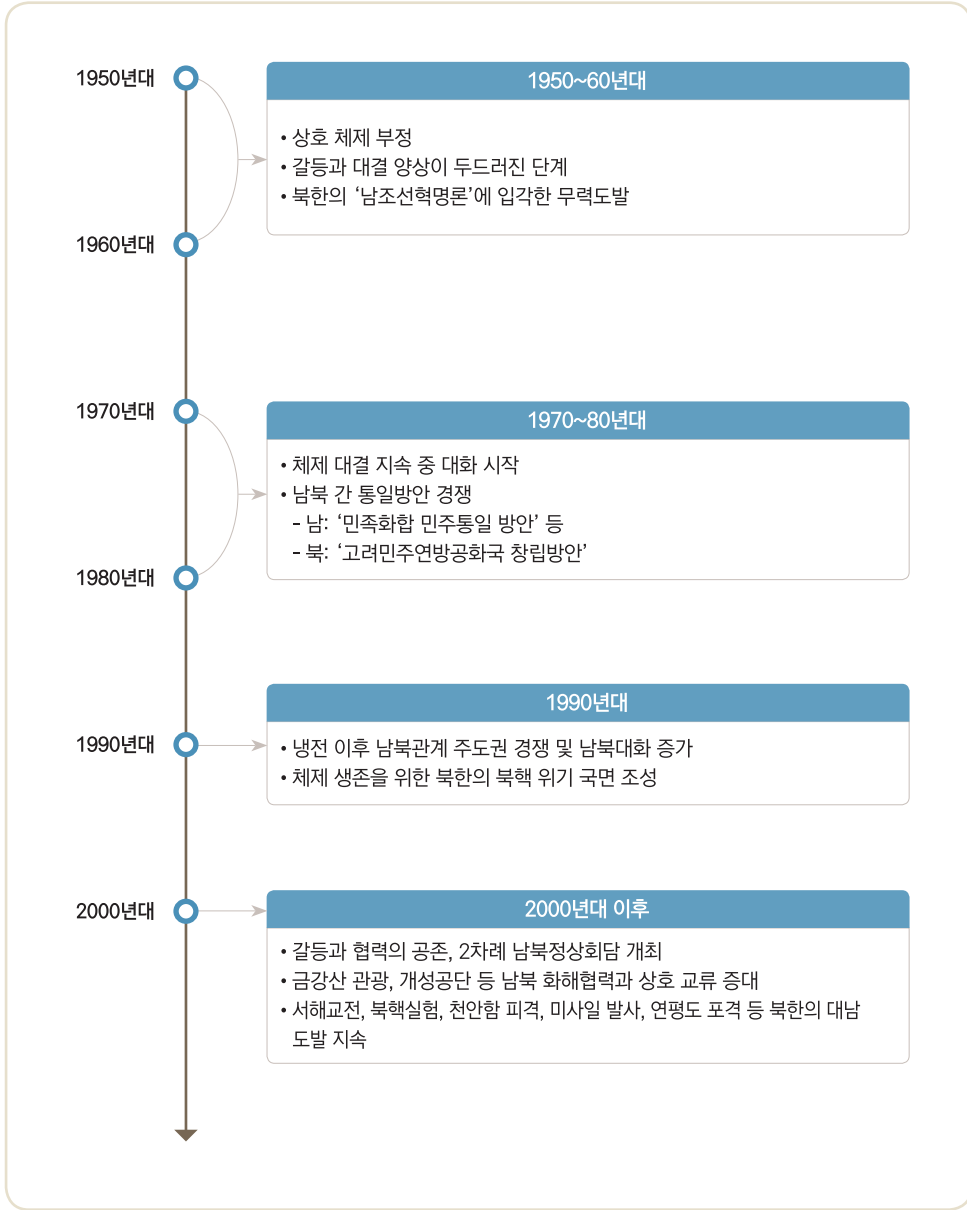 1950년대
1950~60년대
• 상호 체제 부정
• 갈등과 대결 양상이 두드러진 단계
• 북한의 ‘남조선혁명론’에 입각한 무력도발
1960년대
1970년대
1970~80년대
• 체제 대결 지속 중 대화 시작
• 남북 간 통일방안 경쟁
- 남: ‘민족화합 민주통일 방안’ 등
- 북: ‘고려민주연방공화국 창립방안’
1980년대
1990년대
1990년대
• 냉전 이후 남북관계 주도권 경쟁 및 남북대화 증가
• 체제 생존을 위한 북한의 북핵 위기 국면 조성
2000년대
2000년대 이후
• 갈등과 협력의 공존, 2차례 남북정상회담 개최
• 금강산 관광, 개성공단 등 남북 화해협력과 상호 교류 증대
• 서해교전, 북핵실험, 천안함 피격, 미사일 발사, 연평도 포격 등 북한의 대남
도발 지속